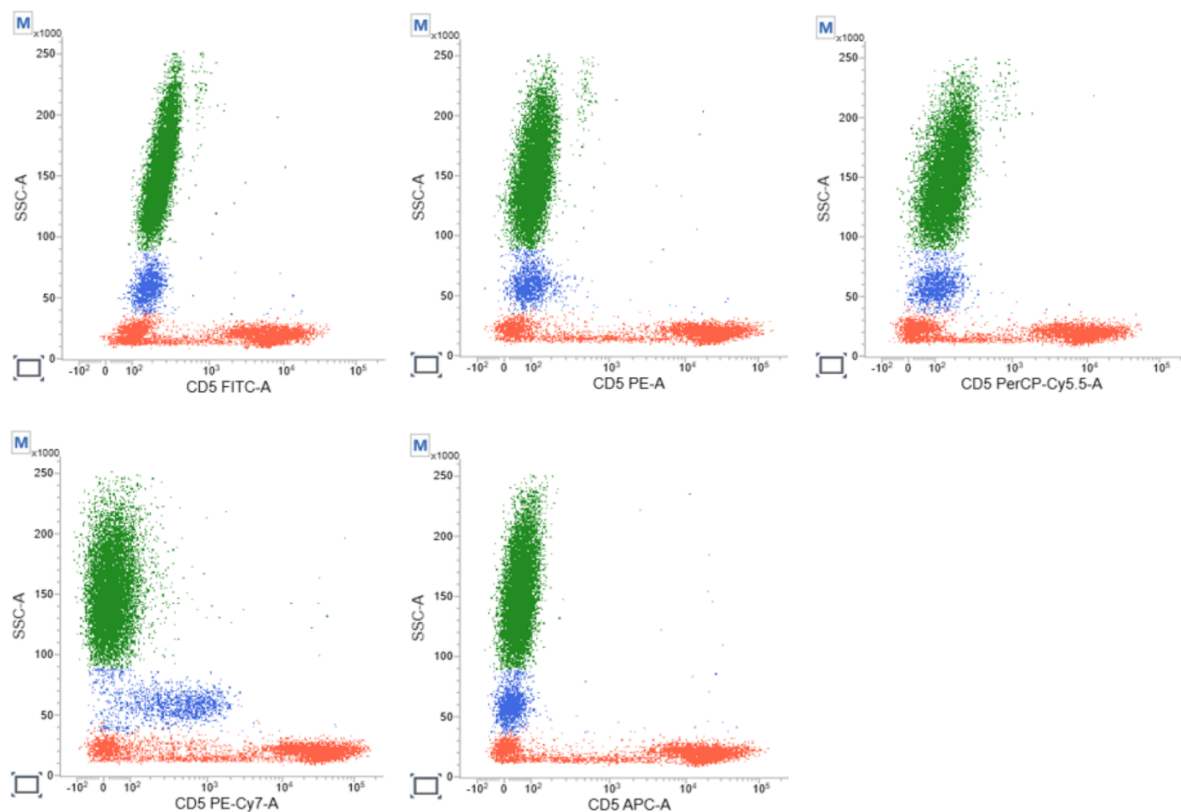 M
x1000
250
200
150
100
50
0
SSC-A
-10² 0 10² 10³ 10⁴ 10⁵
CD5 FITC-A
M
x1000
250
200
150
100
50
0
SSC-A
-10² 0 10² 10³ 10⁴ 10⁵
CD5 PE-A
M
x1000
250
200
150
100
50
0
SSC-A
-10² 0 10² 10³ 10⁴ 10⁵
CD5 PerCP-Cy5.5-A
M
x1000
250
200
150
100
50
0
SSC-A
-10² 0 10² 10³ 10⁴ 10⁵
CD5 PE-Cy7-A
M
x1000
250
200
150
100
50
0
SSC-A
-10² 0 10² 10³ 10⁴ 10⁵
CD5 APC-A